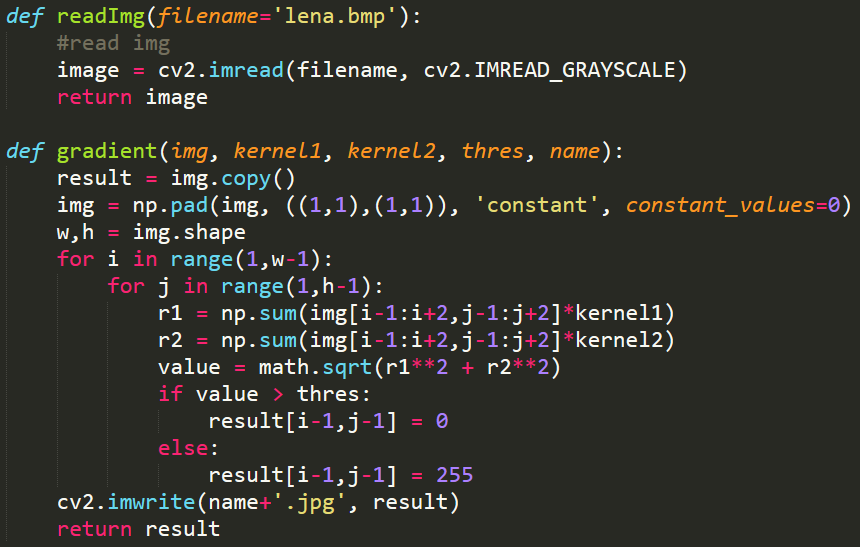 def readImg(filename='lena.bmp'):
    #read img
    image = cv2.imread(filename, cv2.IMREAD_GRAYSCALE)
    return image

def gradient(img, kernel1, kernel2, thres, name):
    result = img.copy()
    img = np.pad(img, ((1,1),(1,1)), 'constant', constant_values=0)
    w,h = img.shape
    for i in range(1,w-1):
        for j in range(1,h-1):
            r1 = np.sum(img[i-1:i+2,j-1:j+2]*kernel1)
            r2 = np.sum(img[i-1:i+2,j-1:j+2]*kernel2)
            value = math.sqrt(r1**2 + r2**2)
            if value > thres:
                result[i-1,j-1] = 0
            else:
                result[i-1,j-1] = 255
    cv2.imwrite(name+'.jpg', result)
    return result